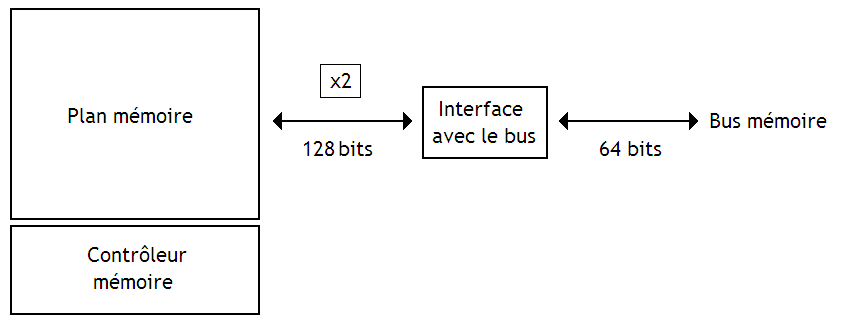 Plan mémoire
x2
128 bits
Interface
avec le bus
64 bits
Bus mémoire
Contrôleur
mémoire